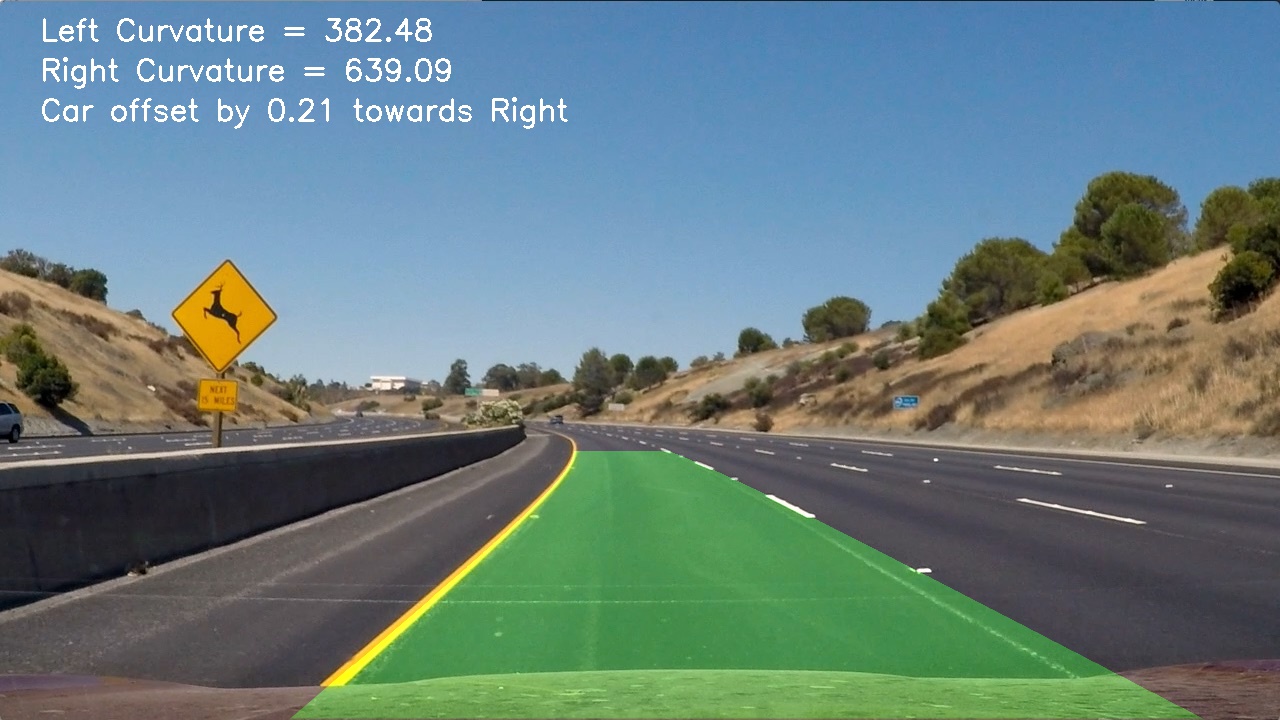 Left Curvature = 382.48
Right Curvature = 639.09
Car offset by 0.21 towards Right
NEXT
15 MILES